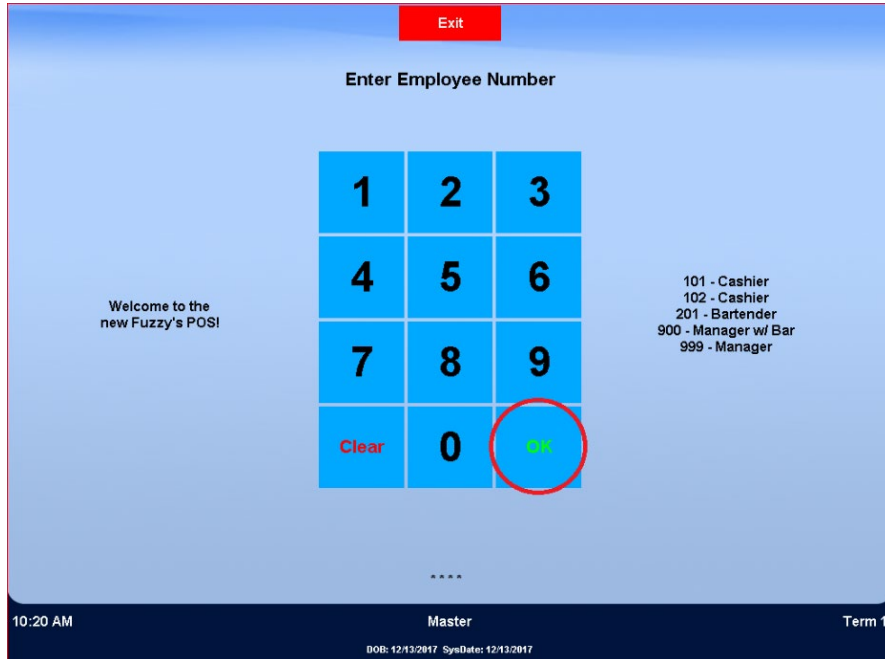 Exit
Enter Employee Number
1 2 3
4 5 6
7 8 9
Clear 0 OK
Welcome to the
new Fuzzy's POS!
101 - Cashier
102 - Cashier
201 - Bartender
900 - Manager w/ Bar
999 - Manager
****
10:20 AM Master Term 1
DOB: 12/13/2017 SysDate: 12/13/2017